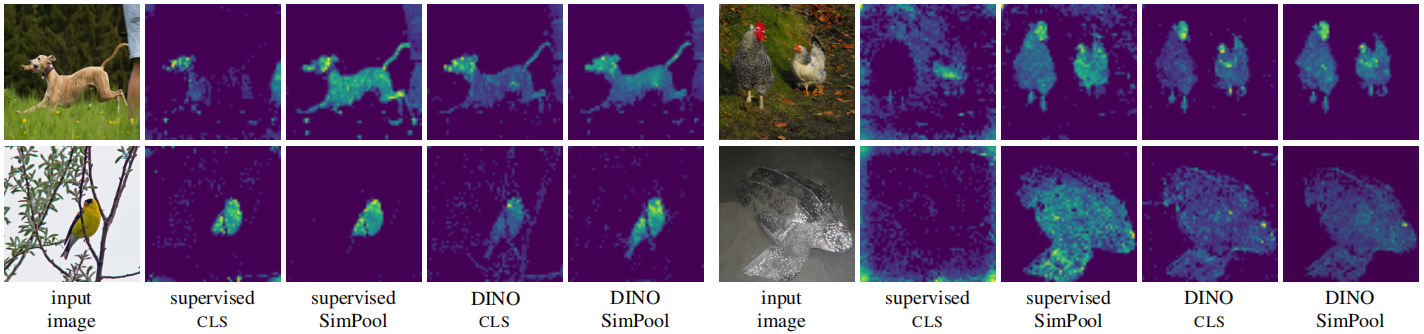 input image
supervised CLS
supervised SimPool
DINO CLS
DINO SimPool
input image
supervised CLS
supervised SimPool
DINO CLS
DINO SimPool